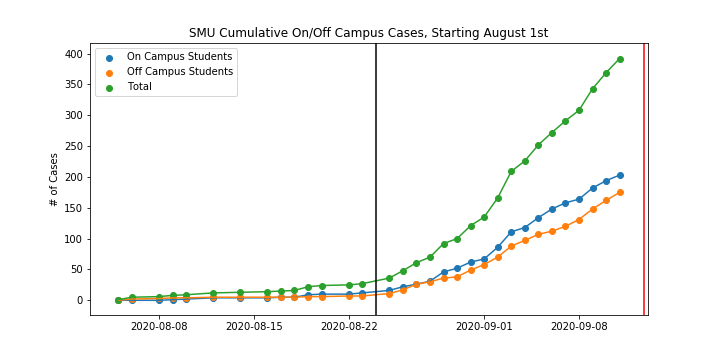 SMU Cumulative On/Off Campus Cases, Starting August 1st
On Campus Students
Off Campus Students
Total
# of Cases
400
350
300
250
200
150
100
50
0
2020-08-08
2020-08-15
2020-08-22
2020-09-01
2020-09-08